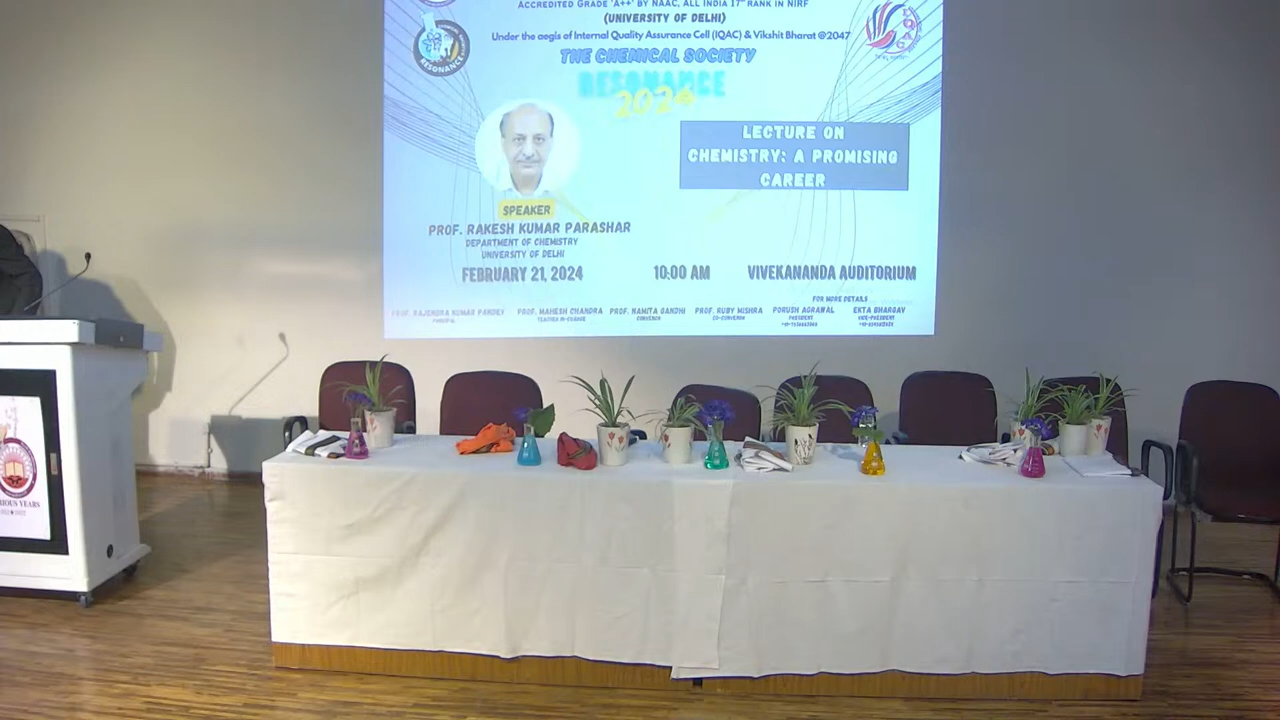 ACCREDITED GRADE 'A++' BY NAAC, ALL INDIA 17th RANK IN NIRF
(UNIVERSITY OF DELHI)
Under the aegis of Internal Quality Assurance Cell (IQAC) & Vikshit Bharat @2047
THE CHEMICAL SOCIETY
RESONANCE
2024
RESONANCE
IQAC
LECTURE ON
CHEMISTRY: A PROMISING
CAREER
SPEAKER
PROF. RAKESH KUMAR PARASHAR
DEPARTMENT OF CHEMISTRY
UNIVERSITY OF DELHI
FEBRUARY 21, 2024 10:00 AM VIVEKANANDA AUDITORIUM
FOR MORE DETAILS
PROF. RAJENDRA KUMAR PANDEY PROF. MAHESH CHANDRA PROF. NAMITA GANDHI PROF. RUBY MISHRA PORUSH AGRAWAL EKTA BHARGAV
PRINCIPAL TEACHER IN-CHARGE CONVENOR CO-CONVENOR PRESIDENT VICE-PRESIDENT
IOUS YEARS